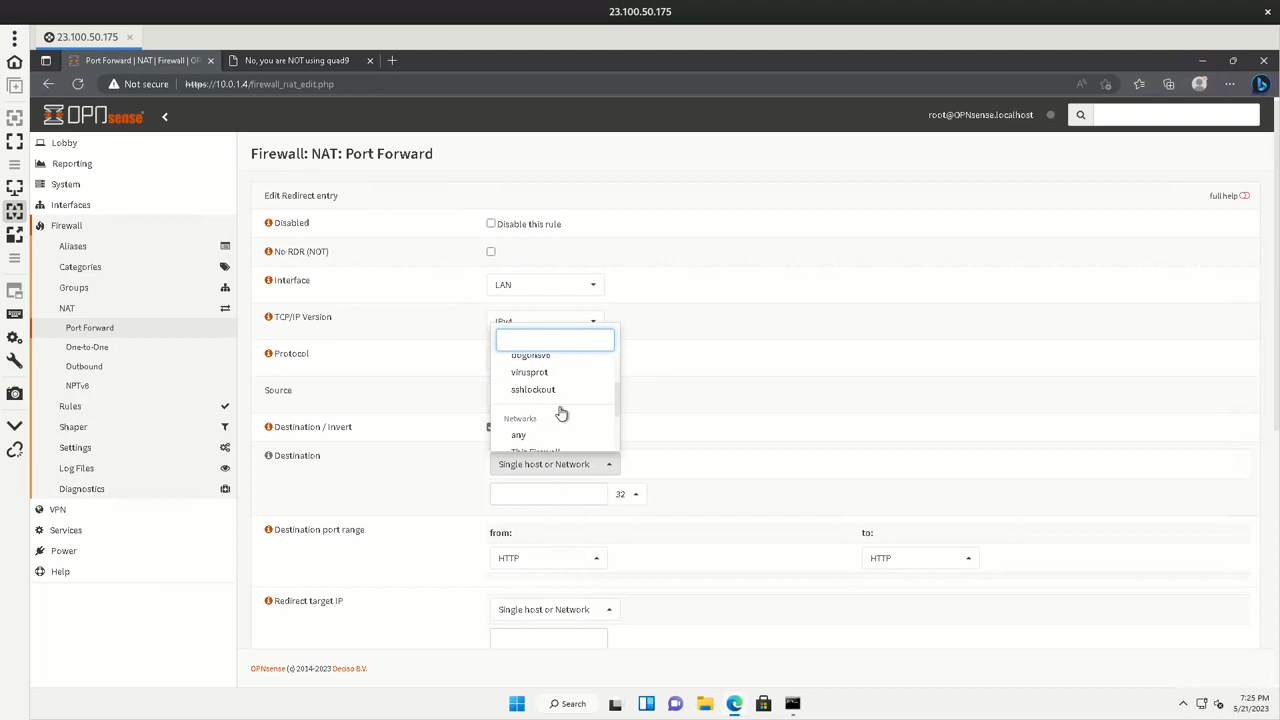 23.100.50.175
23.100.50.175
Port Forward | NAT | Firewall | OP
No, you are NOT using quad9
Not secure
https://10.0.1.4/firewall_nat_edit.php
OPNsense
root@OPNsense.localhost
Lobby
Reporting
System
Interfaces
Firewall
Aliases
Categories
Groups
NAT
Port Forward
One-to-One
Outbound
NPTv6
Rules
Shaper
Settings
Log Files
Diagnostics
VPN
Services
Power
Help
Firewall: NAT: Port Forward
Edit Redirect entry
full help
Disabled
Disable this rule
No RDR (NOT)
Interface
LAN
TCP/IP Version
IPv4
Protocol
Source
bogonsv6
virusprot
sshlockout
Networks
any
This Firewall
Destination / Invert
Destination
Single host or Network
32
Destination port range
from:
to:
HTTP
HTTP
Redirect target IP
Single host or Network
OPNsense (c) 2014-2023 Deciso B.V.
Search
7:25 PM
5/21/2023